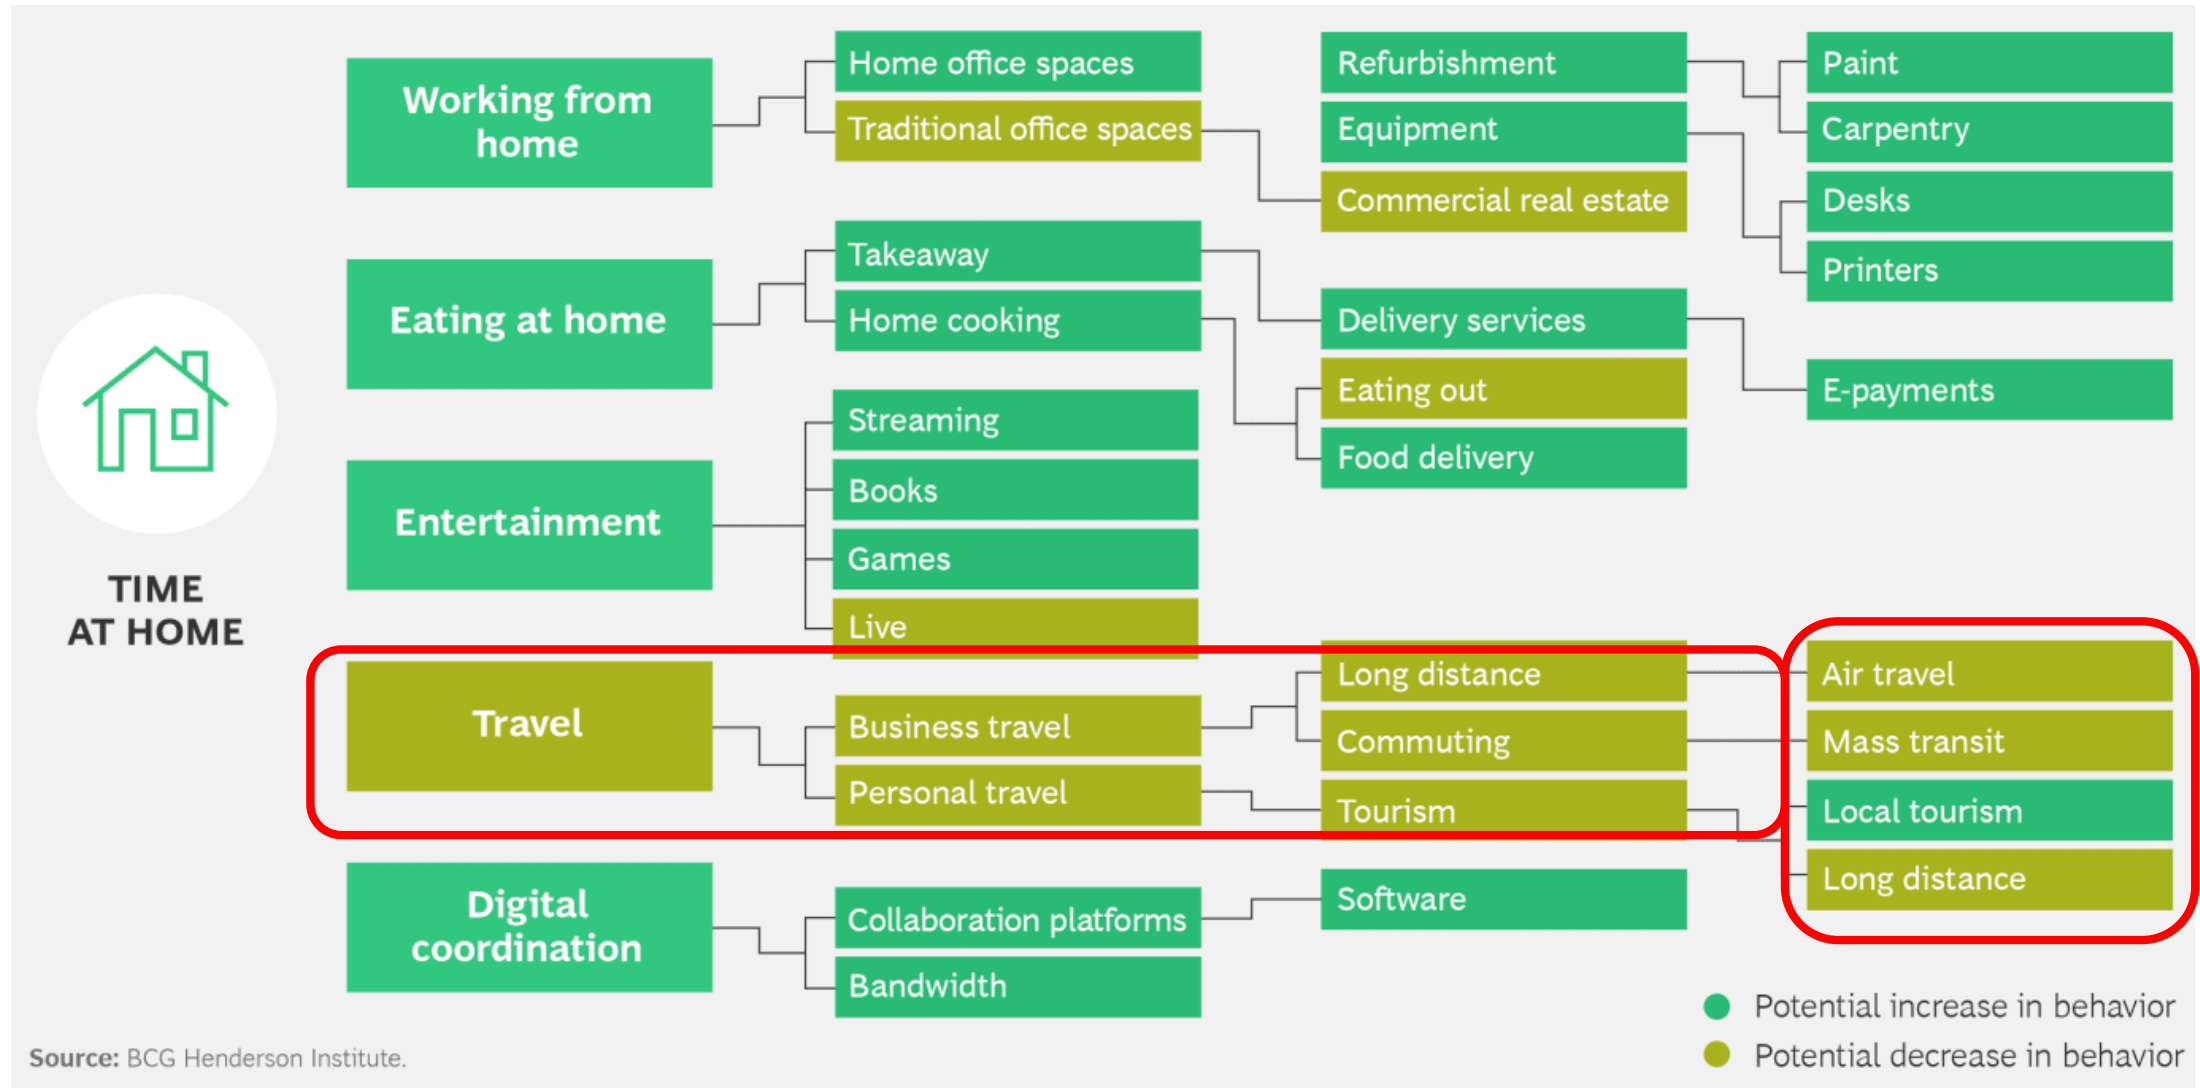 TIME
AT HOME
Working from
home
Home office spaces
Traditional office spaces
Refurbishment
Equipment
Commercial real estate
Paint
Carpentry
Desks
Printers
Eating at home
Takeaway
Home cooking
Delivery services
Eating out
Food delivery
E-payments
Entertainment
Streaming
Books
Games
Live
Travel
Business travel
Personal travel
Long distance
Commuting
Tourism
Air travel
Mass transit
Local tourism
Long distance
Digital
coordination
Collaboration platforms
Bandwidth
Software
Potential increase in behavior
Potential decrease in behavior
Source: BCG Henderson Institute.